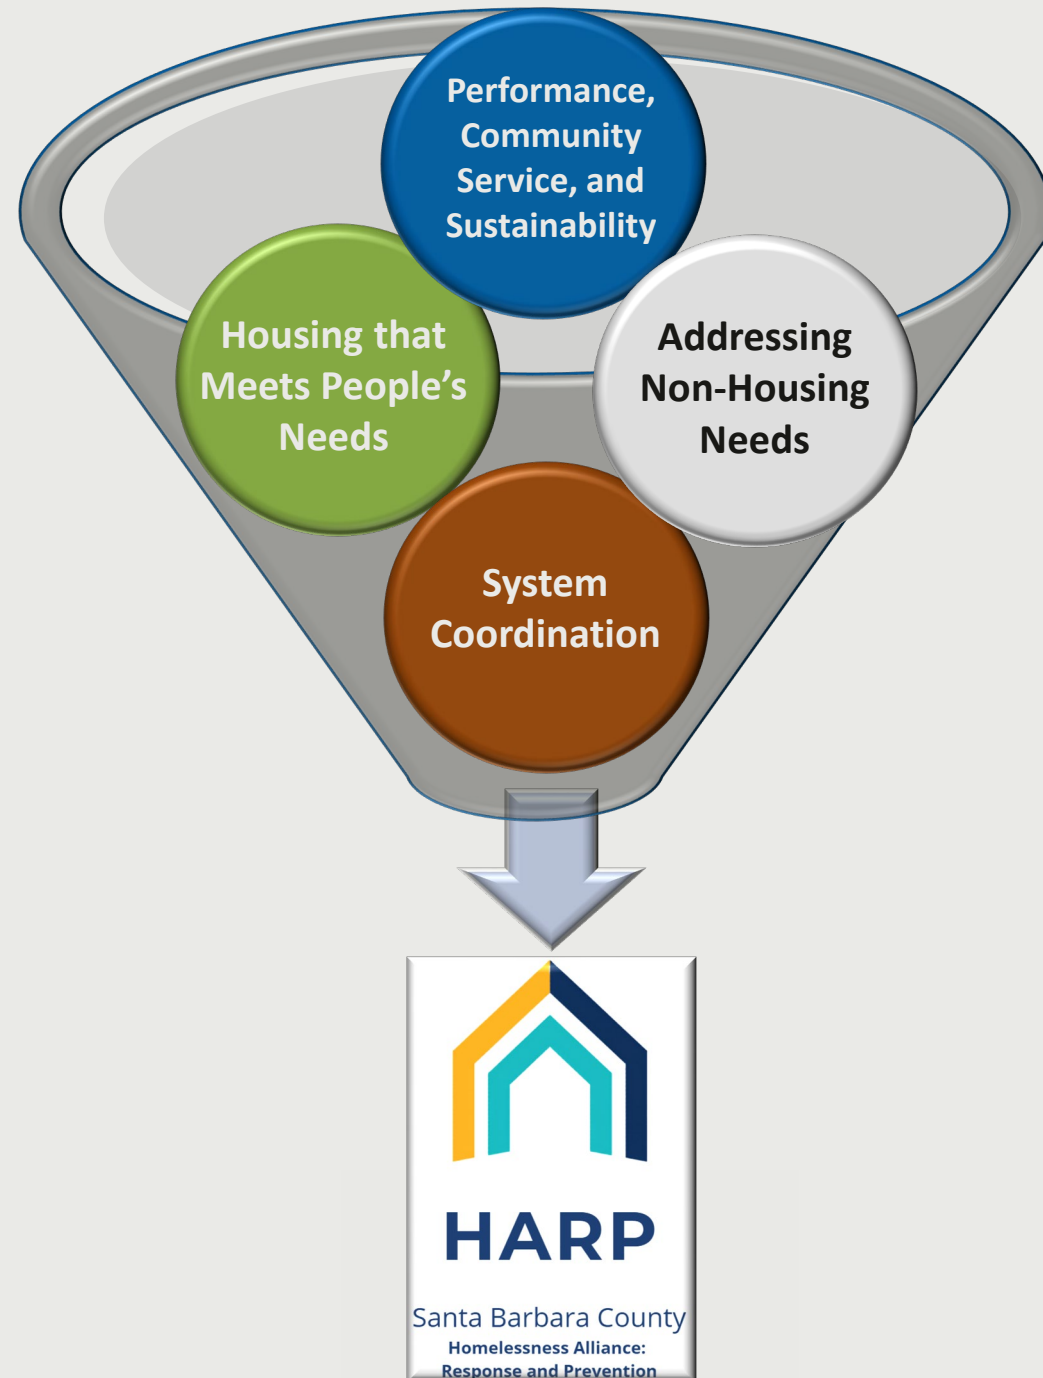 Performance,
Community
Service, and
Sustainability
Housing that
Meets People’s
Needs
Addressing
Non-Housing
Needs
System
Coordination
HARP
Santa Barbara County
Homelessness Alliance:
Response and Prevention